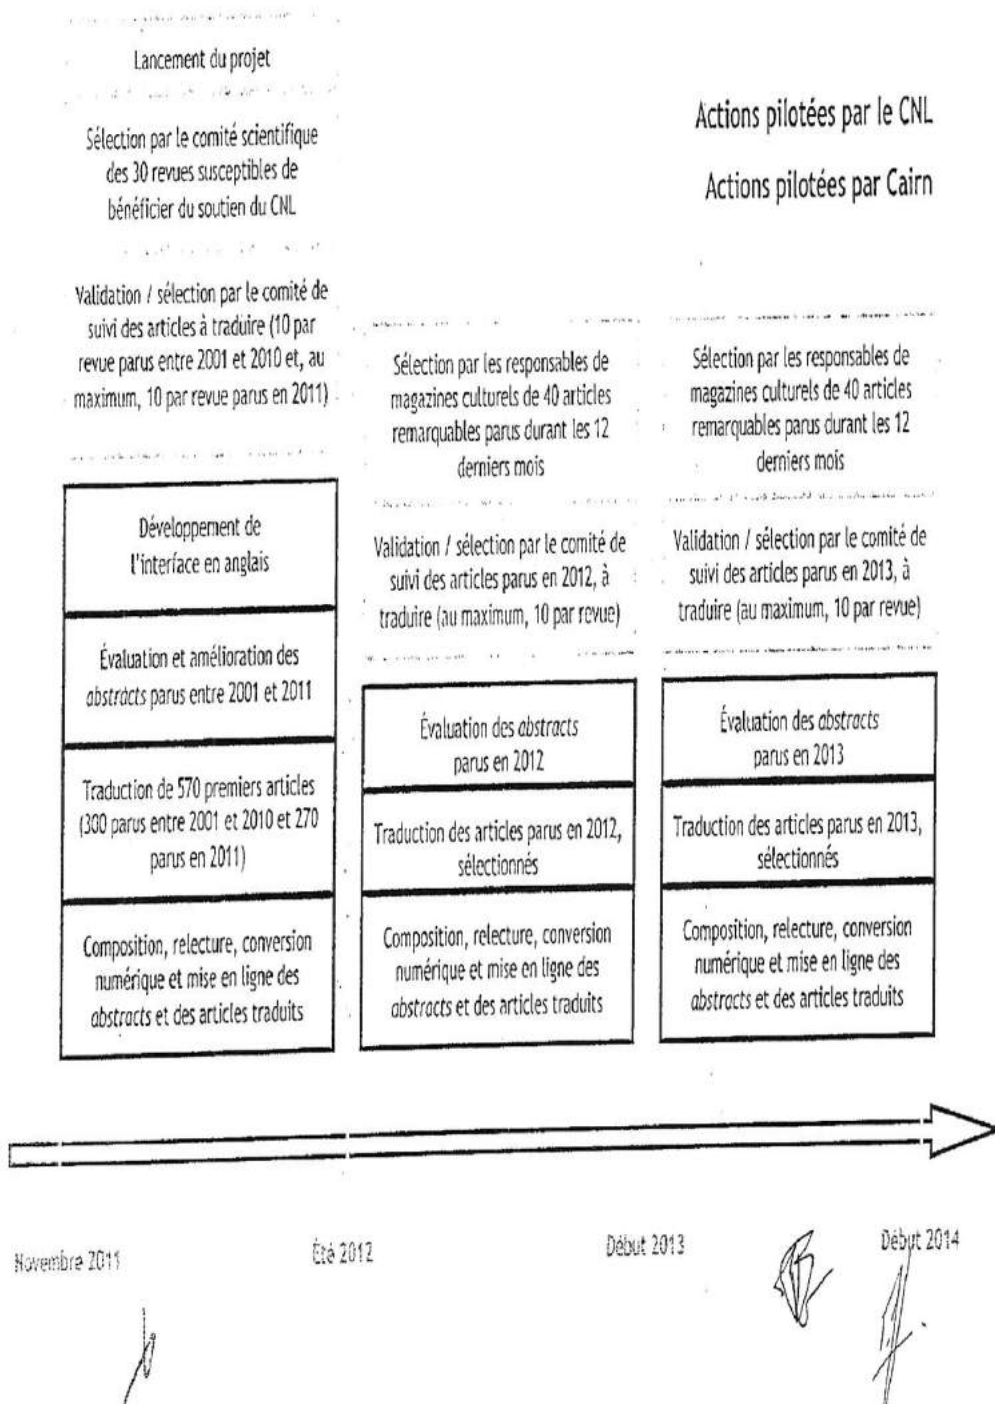 Lancement du projet
Sélection par le comité scientifique
des 30 revues susceptibles de
bénéficier du soutien du CNL
Validation / sélection par le comité de
suivi des articles à traduire (10 par
revue parus entre 2001 et 2010 et, au
maximum, 10 par revue parus en 2011)
Développement de
l'interface en anglais
Évaluation et amélioration des
abstracts parus entre 2001 et 2011
Traduction de 570 premiers articles
(300 parus entre 2001 et 2010 et 270
parus en 2011)
Composition, relecture, conversion
numérique et mise en ligne des
abstracts et des articles traduits
Actions pilotées par le CNL
Actions pilotées par Cairn
Sélection par les responsables de
magazines culturels de 40 articles
remarquables parus durant les 12
derniers mois
Validation / sélection par le comité de
suivi des articles parus en 2012, à
traduire (au maximum, 10 par revue)
Évaluation des abstracts
parus en 2012
Traduction des articles parus en 2012,
sélectionnés
Composition, relecture, conversion
numérique et mise en ligne des
abstracts et des articles traduits
Sélection par les responsables de
magazines culturels de 40 articles
remarquables parus durant les 12
derniers mois
Validation / sélection par le comité de
suivi des articles parus en 2013, à
traduire (au maximum, 10 par revue)
Évaluation des abstracts
parus en 2013
Traduction des articles parus en 2013,
sélectionnés
Composition, relecture, conversion
numérique et mise en ligne des
abstracts et des articles traduits
Novembre 2011
Été 2012
Début 2013
Début 2014